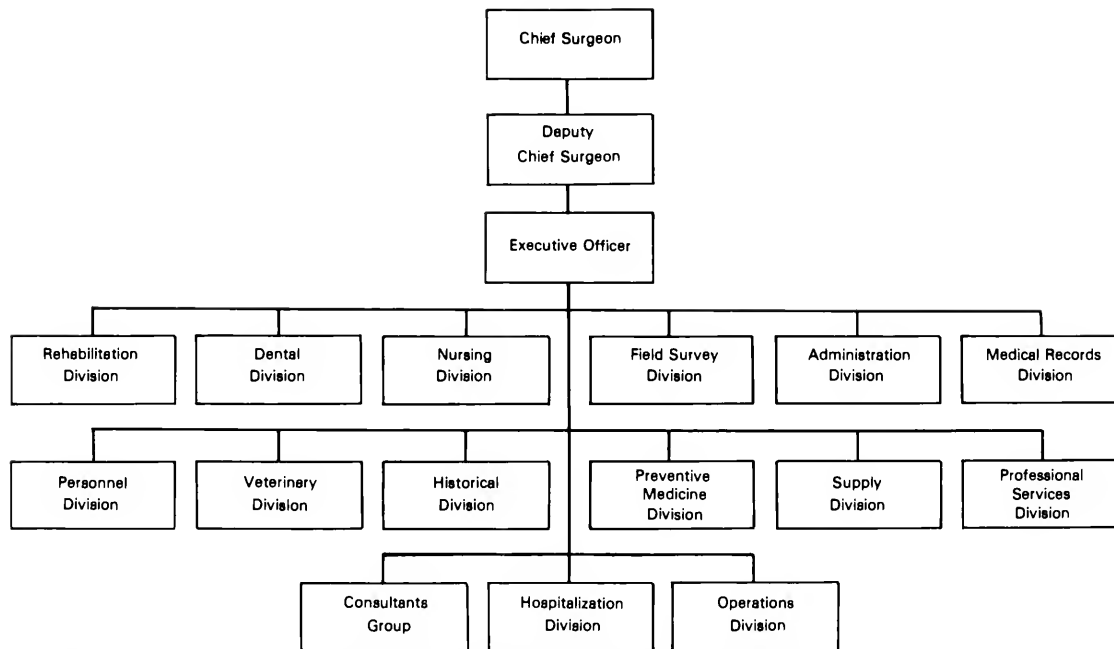 Chief Surgeon
Deputy
Chief Surgeon
Executive Officer
Rehabilitation
Division
Dental
Division
Nursing
Division
Field Survey
Division
Administration
Division
Medical Records
Division
Personnel
Division
Veterinery
Division
Historical
Division
Preventive
Medicine
Division
Supply
Division
Professional
Services
Division
Consultants
Group
Hospitalization
Division
Operations
Division